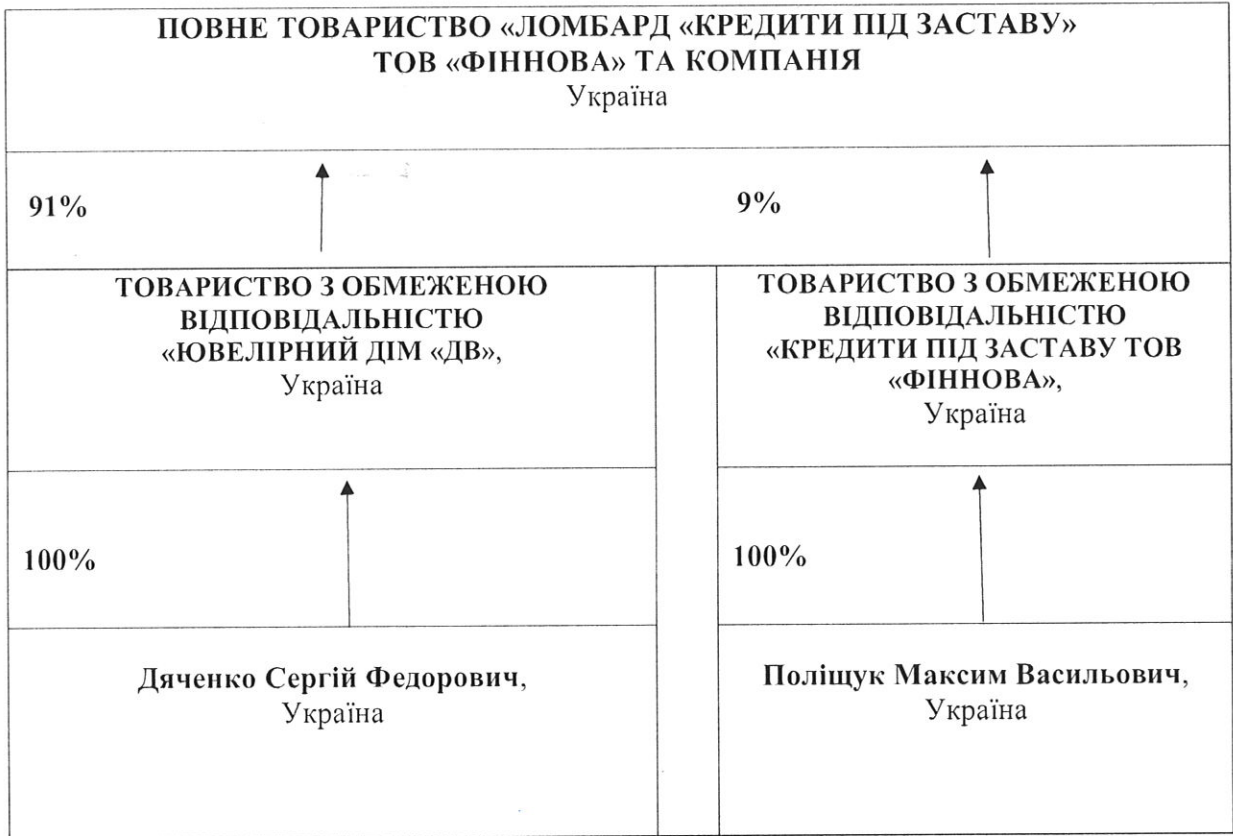 ПОВНЕ ТОВАРИСТВО «ЛОМБАРД «КРЕДИТИ ПІД ЗАСТАВУ»
ТОВ «ФІННОВА» ТА КОМПАНІЯ
Україна
91%
9%
ТОВАРИСТВО З ОБМЕЖЕНОЮ
ВІДПОВІДАЛЬНІСТЮ
«ЮВЕЛІРНИЙ ДІМ «ДВ»,
Україна
ТОВАРИСТВО З ОБМЕЖЕНОЮ
ВІДПОВІДАЛЬНІСТЮ
«КРЕДИТИ ПІД ЗАСТАВУ ТОВ
«ФІННОВА»,
Україна
100%
100%
Дяченко Сергій Федорович,
Україна
Поліщук Максим Васильович,
Україна